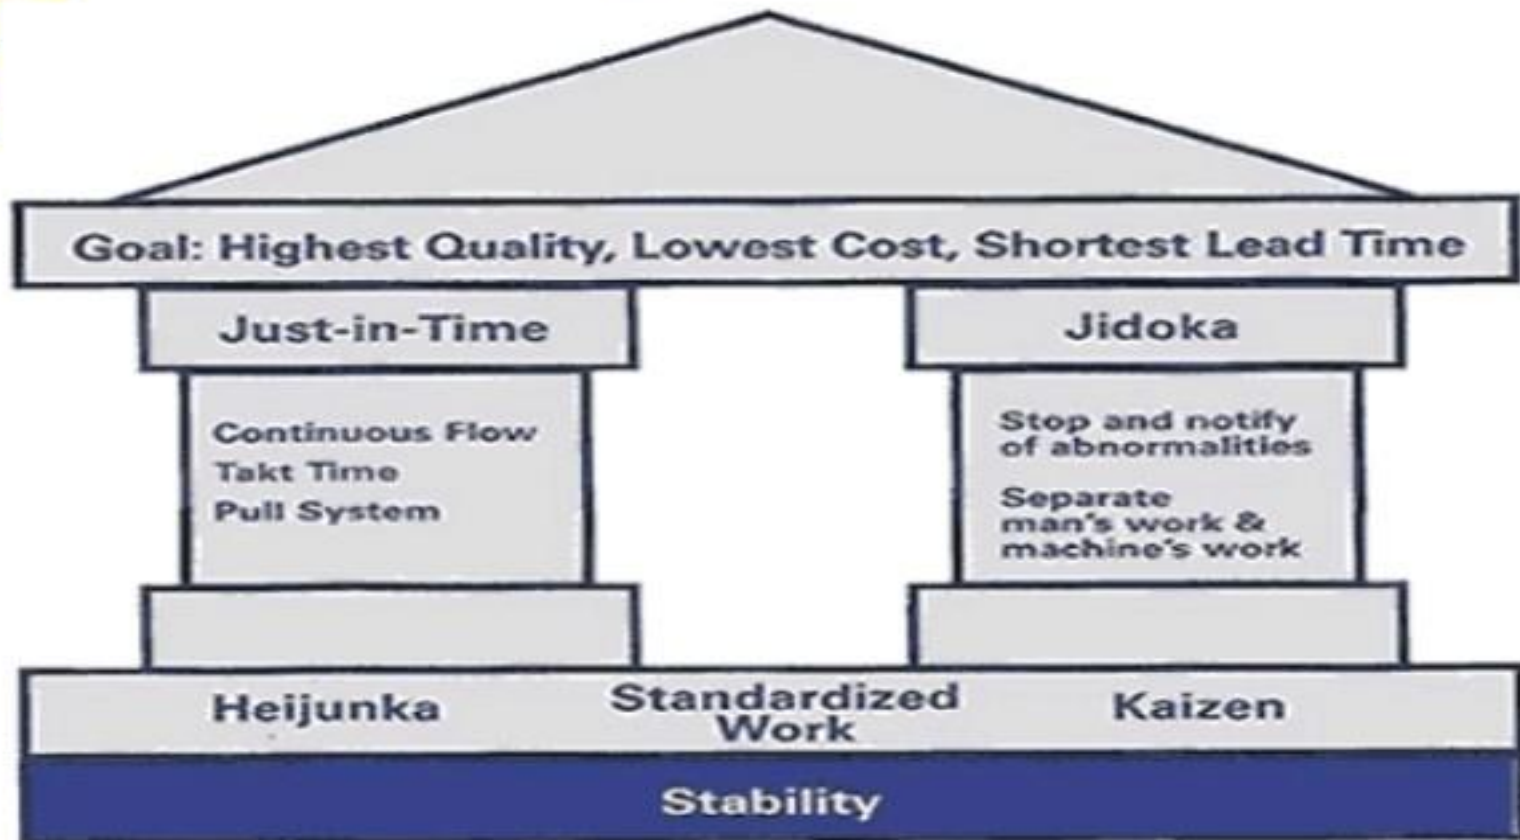 Goal: Highest Quality, Lowest Cost, Shortest Lead Time
Just-in-Time
Continuous Flow
Takt Time
Pull System
Jidoka
Stop and notify
of abnormalities
Separate
man's work &
machine's work
Heijunka
Standardized
Work
Kaizen
Stability